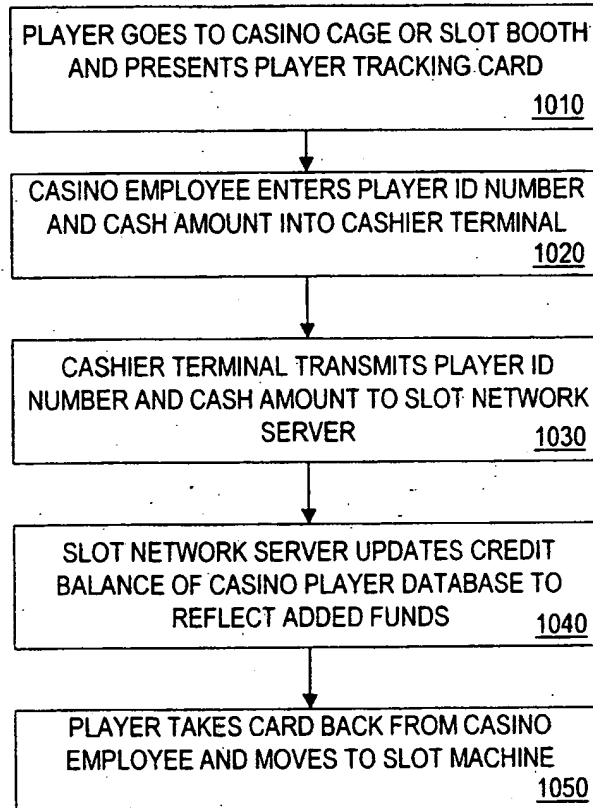 PLAYER GOES TO CASINO CAGE OR SLOT BOOTH
AND PRESENTS PLAYER TRACKING CARD
1010
CASINO EMPLOYEE ENTERS PLAYER ID NUMBER
AND CASH AMOUNT INTO CASHIER TERMINAL
1020
CASHIER TERMINAL TRANSMITS PLAYER ID
NUMBER AND CASH AMOUNT TO SLOT NETWORK
SERVER
1030
SLOT NETWORK SERVER UPDATES CREDIT
BALANCE OF CASINO PLAYER DATABASE TO
REFLECT ADDED FUNDS
1040
PLAYER TAKES CARD BACK FROM CASINO
EMPLOYEE AND MOVES TO SLOT MACHINE
1050